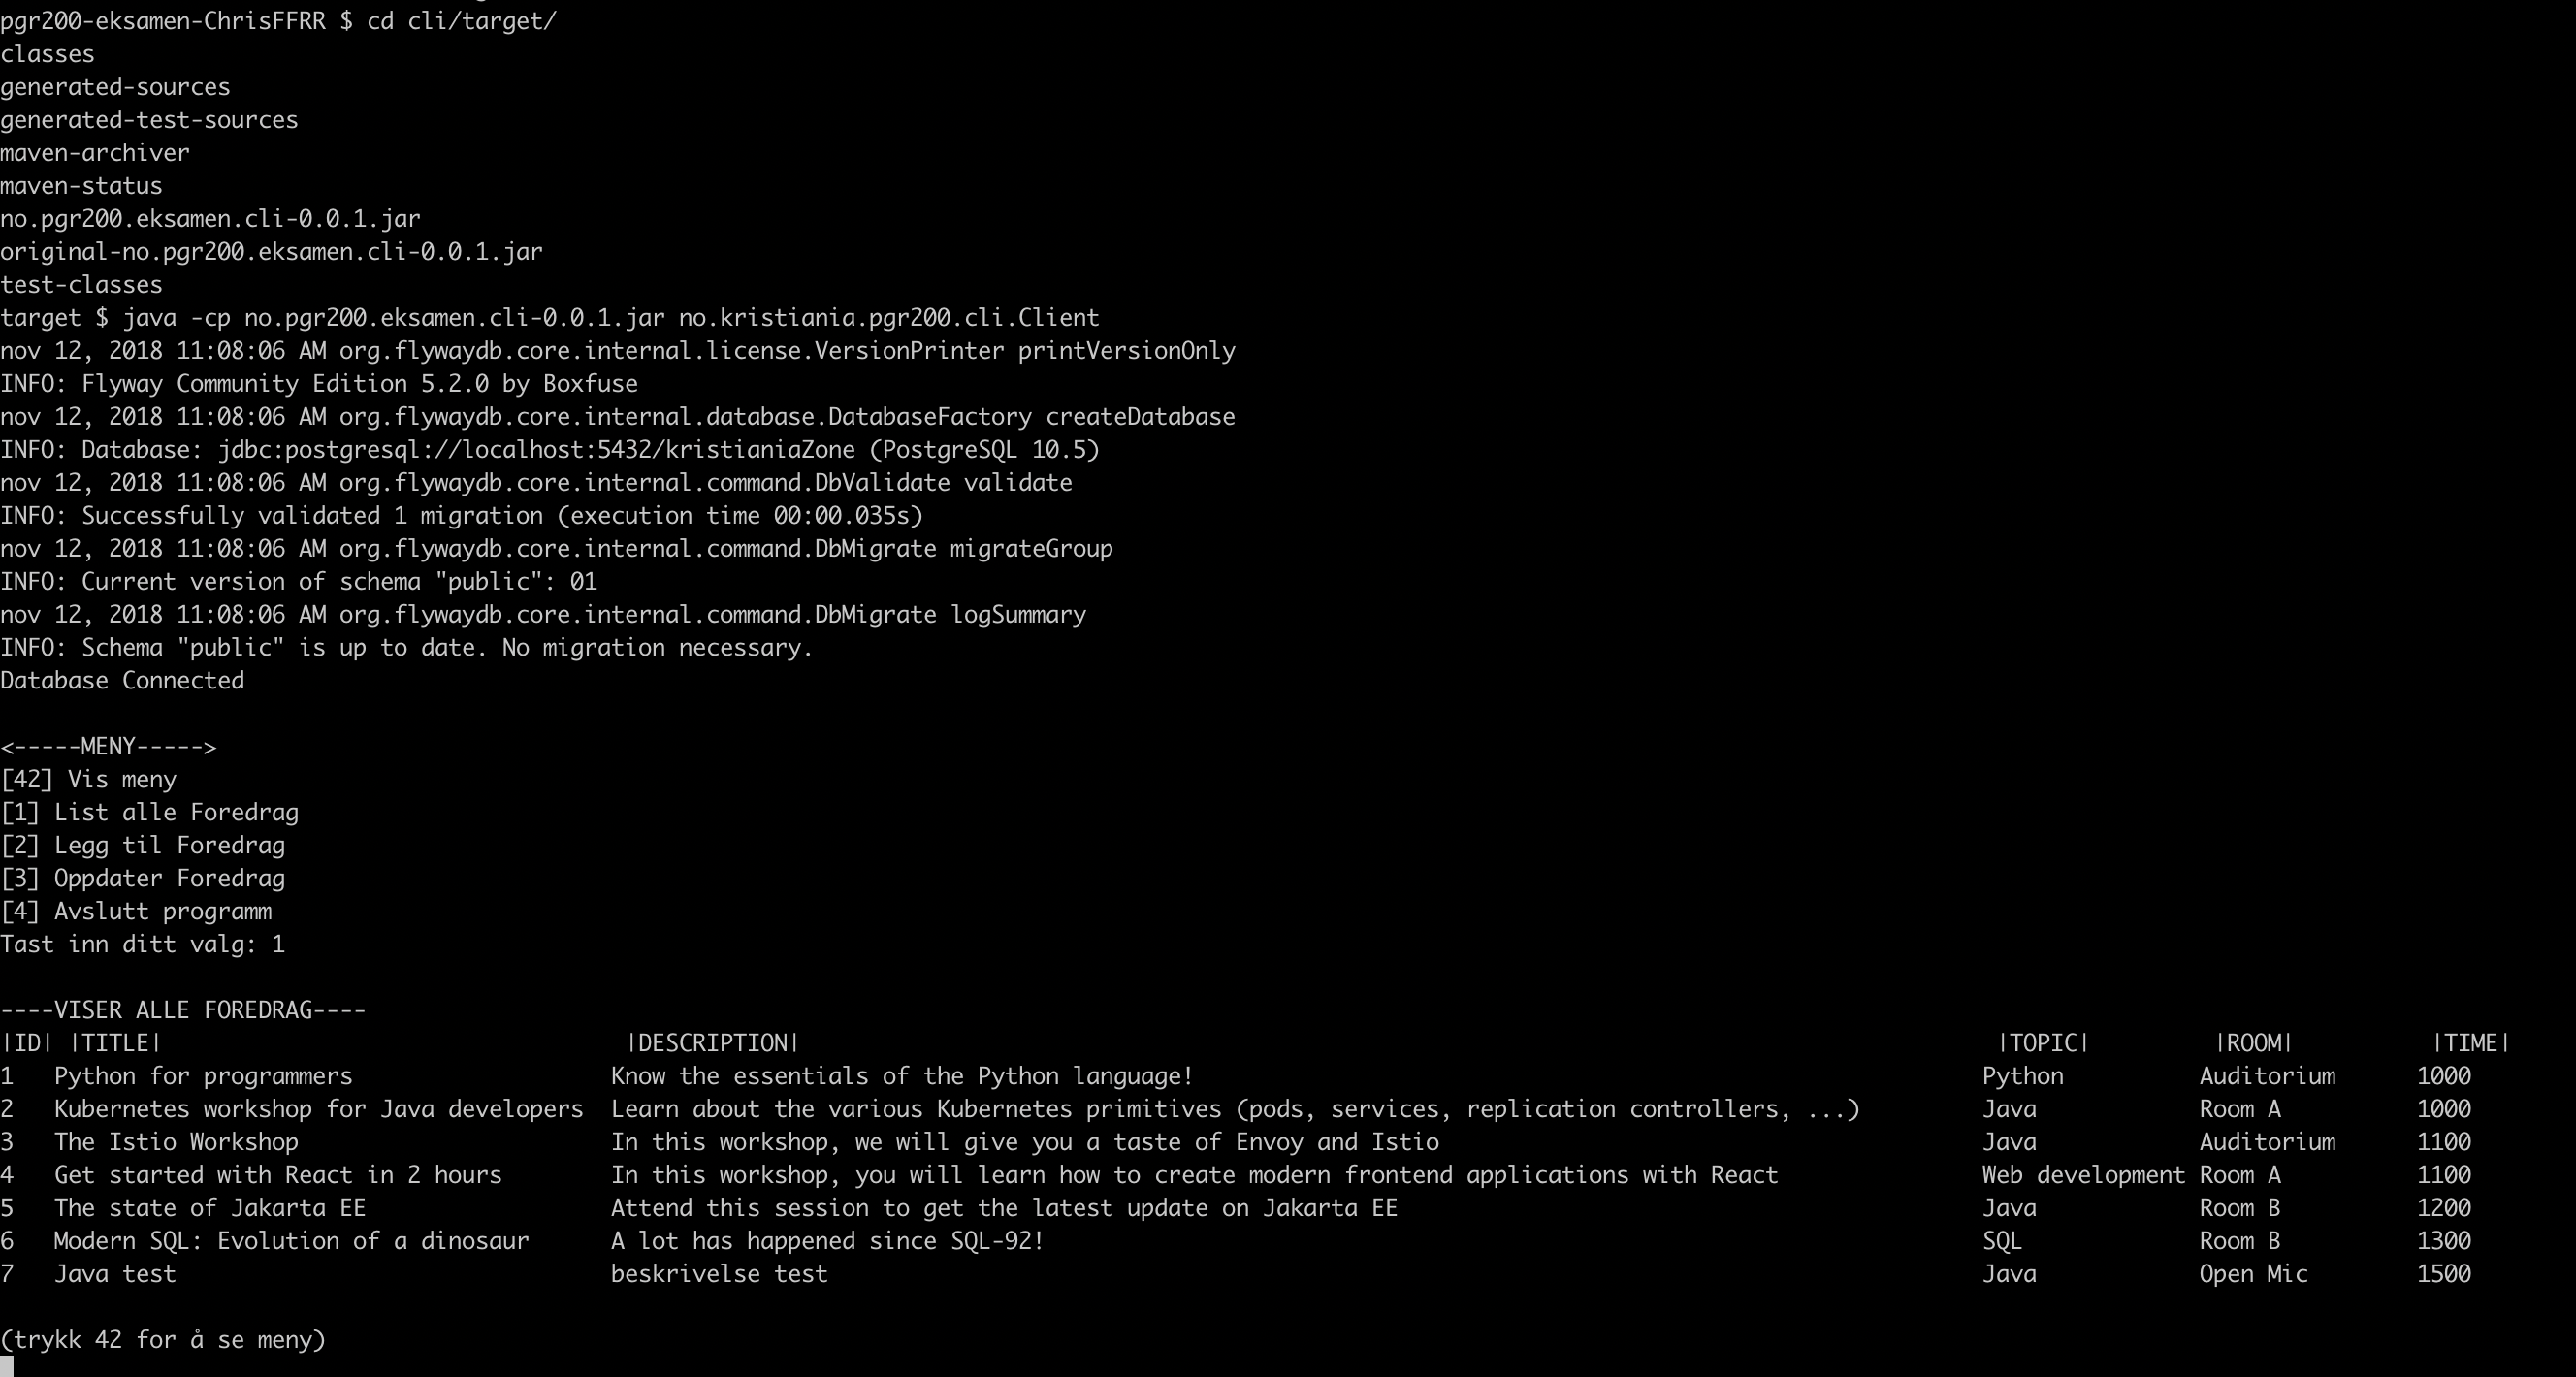 pgr200-eksamen-ChrisFFRR $ cd cli/target/
classes
generated-sources
generated-test-sources
maven-archiver
maven-status
no.pgr200.eksamen.cli-0.0.1.jar
original-no.pgr200.eksamen.cli-0.0.1.jar
test-classes
target $ java -cp no.pgr200.eksamen.cli-0.0.1.jar no.kristiania.pgr200.cli.Client
nov 12, 2018 11:08:06 AM org.flywaydb.core.internal.license.VersionPrinter printVersionOnly
INFO: Flyway Community Edition 5.2.0 by Boxfuse
nov 12, 2018 11:08:06 AM org.flywaydb.core.internal.database.DatabaseFactory createDatabase
INFO: Database: jdbc:postgresql://localhost:5432/kristianiaZone (PostgreSQL 10.5)
nov 12, 2018 11:08:06 AM org.flywaydb.core.internal.command.DbValidate validate
INFO: Successfully validated 1 migration (execution time 00:00.035s)
nov 12, 2018 11:08:06 AM org.flywaydb.core.internal.command.DbMigrate migrateGroup
INFO: Current version of schema "public": 01
nov 12, 2018 11:08:06 AM org.flywaydb.core.internal.command.DbMigrate logSummary
INFO: Schema "public" is up to date. No migration necessary.
Database Connected

<-----MENY----->
[42] Vis meny
[1] List alle Foredrag
[2] Legg til Foredrag
[3] Oppdater Foredrag
[4] Avslutt programm
Tast inn ditt valg: 1

----VISER ALLE FOREDRAG----
|ID| |TITLE| |DESCRIPTION| |TOPIC| |ROOM| |TIME|
1 Python for programmers Know the essentials of the Python language! Python Auditorium 1000
2 Kubernetes workshop for Java developers Learn about the various Kubernetes primitives (pods, services, replication controllers, ...) Java Room A 1000
3 The Istio Workshop In this workshop, we will give you a taste of Envoy and Istio Java Auditorium 1100
4 Get started with React in 2 hours In this workshop, you will learn how to create modern frontend applications with React Web development Room A 1100
5 The state of Jakarta EE Attend this session to get the latest update on Jakarta EE Java Room B 1200
6 Modern SQL: Evolution of a dinosaur A lot has happened since SQL-92! SQL Room B 1300
7 Java test beskrivelse test Java Open Mic 1500

(trykk 42 for å se meny)